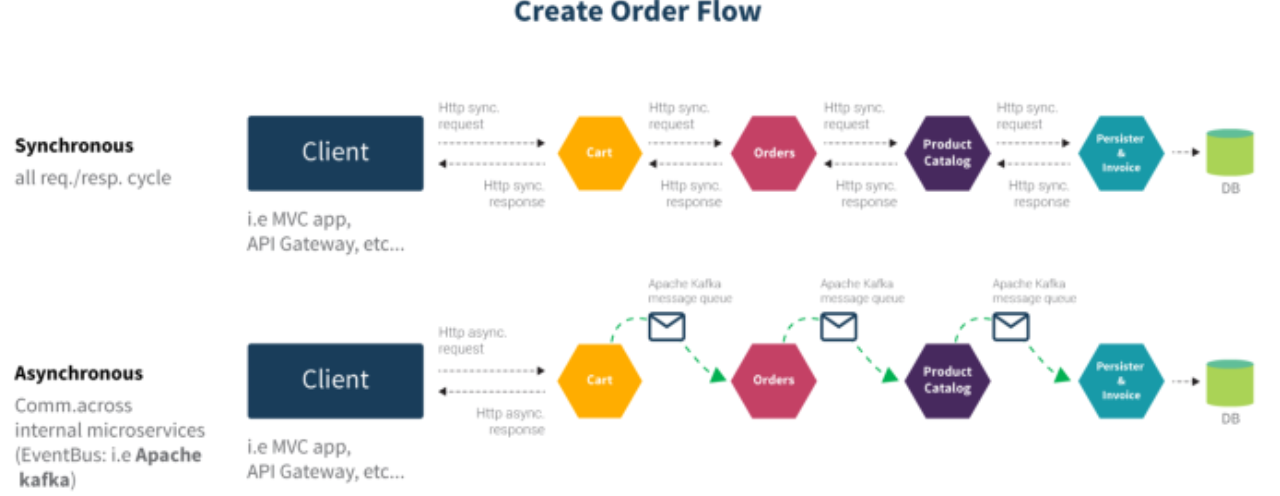 Create Order Flow
Synchronous
all req./resp. cycle
Client
i.e MVC app,
API Gateway, etc...
Http sync.
request
Http sync.
response
Cart
Http sync.
request
Http sync.
response
Orders
Http sync.
request
Http sync.
response
Product
Catalog
Http sync.
request
Http sync.
response
Persister
&
Invoice
DB
Asynchronous
Comm.across
internal microservices
(EventBus: i.e Apache
kafka)
Client
i.e MVC app,
API Gateway, etc...
Http async.
request
Http async.
response
Cart
Apache Kafka
message queue
Orders
Apache Kafka
message queue
Product
Catalog
Apache Kafka
message queue
Persister
&
Invoice
DB